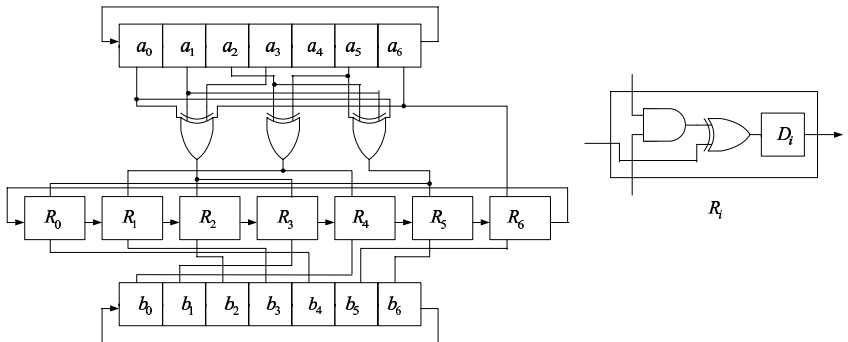 a₀ a₁ a₂ a₃ a₄ a₅ a₆
Dᵢ
R₀ R₁ R₂ R₃ R₄ R₅ R₆
Rᵢ
b₀ b₁ b₂ b₃ b₄ b₅ b₆